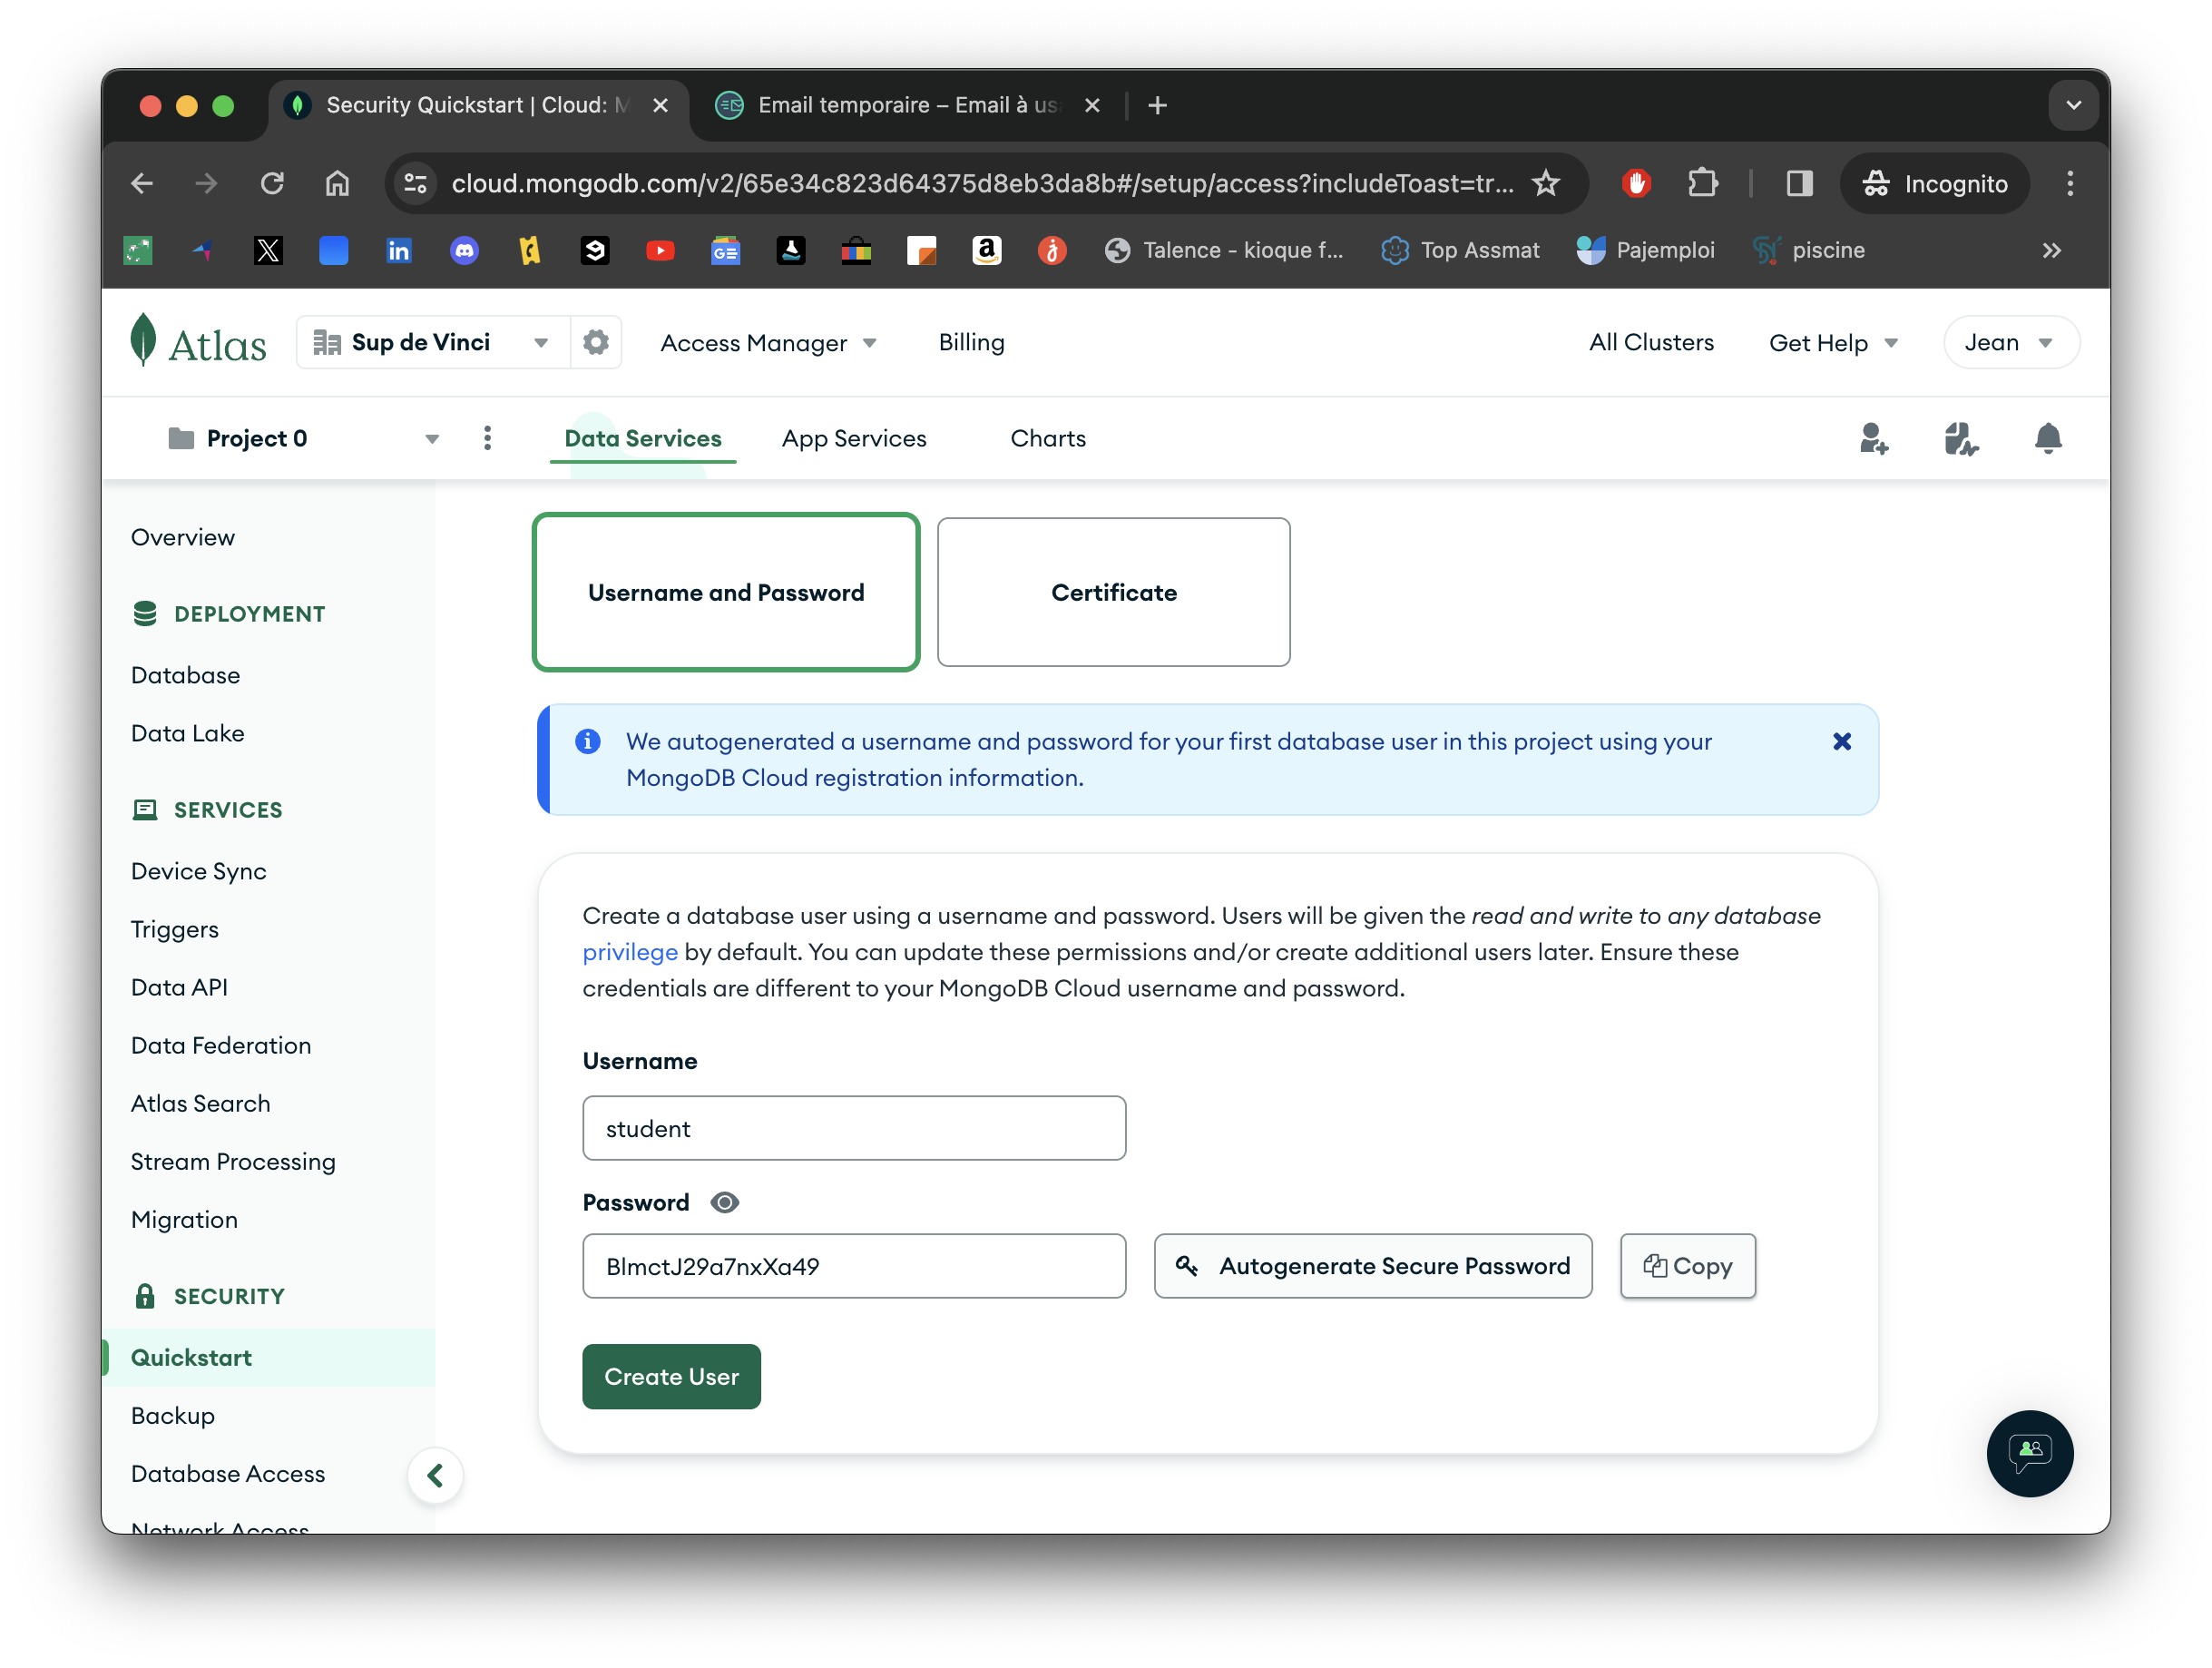 Security Quickstart | Cloud: M
Email temporaire – Email à us
cloud.mongodb.com/v2/65e34c823d64375d8eb3da8b#/setup/access?includeToast=tr...
Incognito
Talence - kioque f...
Top Assmat
Pajemploi
piscine
Atlas
Sup de Vinci
Access Manager
Billing
All Clusters
Get Help
Jean
Project 0
Data Services
App Services
Charts
Overview
DEPLOYMENT
Database
Data Lake
SERVICES
Device Sync
Triggers
Data API
Data Federation
Atlas Search
Stream Processing
Migration
SECURITY
Quickstart
Backup
Database Access
Network Access
Username and Password
Certificate
We autogenerated a username and password for your first database user in this project using your
MongoDB Cloud registration information.
Create a database user using a username and password. Users will be given the read and write to any database
privilege by default. You can update these permissions and/or create additional users later. Ensure these
credentials are different to your MongoDB Cloud username and password.
Username
student
Password
BlmctJ29a7nxXa49
Autogenerate Secure Password
Copy
Create User